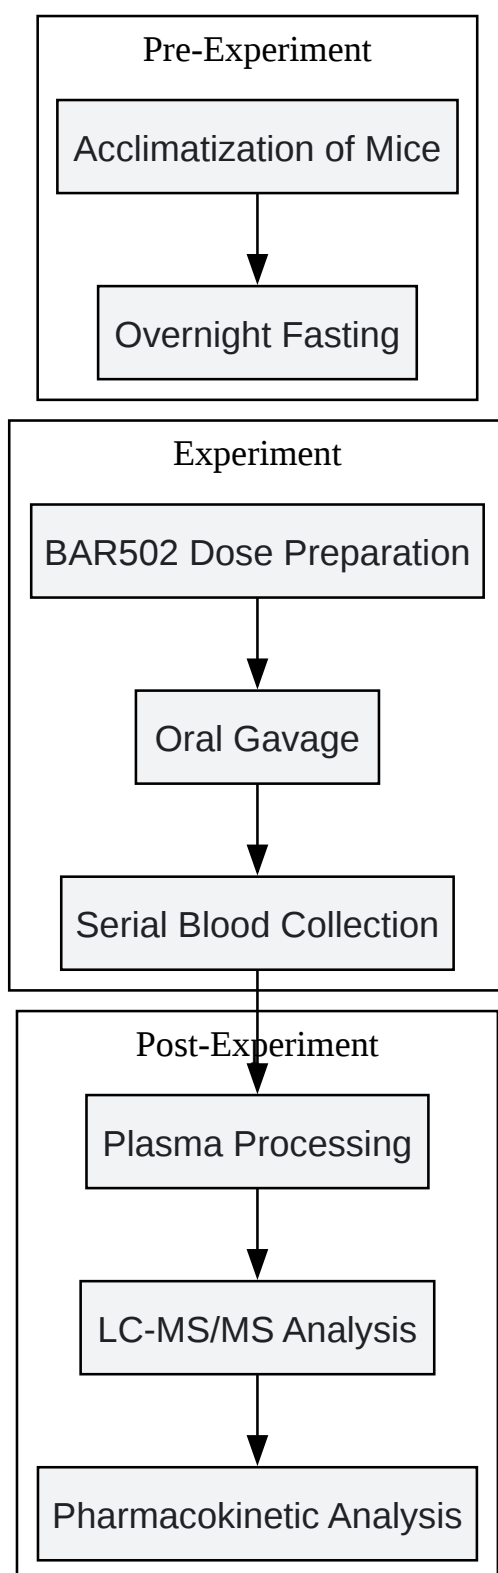 Pre-Experiment
Acclimatization of Mice
Overnight Fasting
Experiment
BAR502 Dose Preparation
Oral Gavage
Serial Blood Collection
Post-Experiment
Plasma Processing
LC-MS/MS Analysis
Pharmacokinetic Analysis